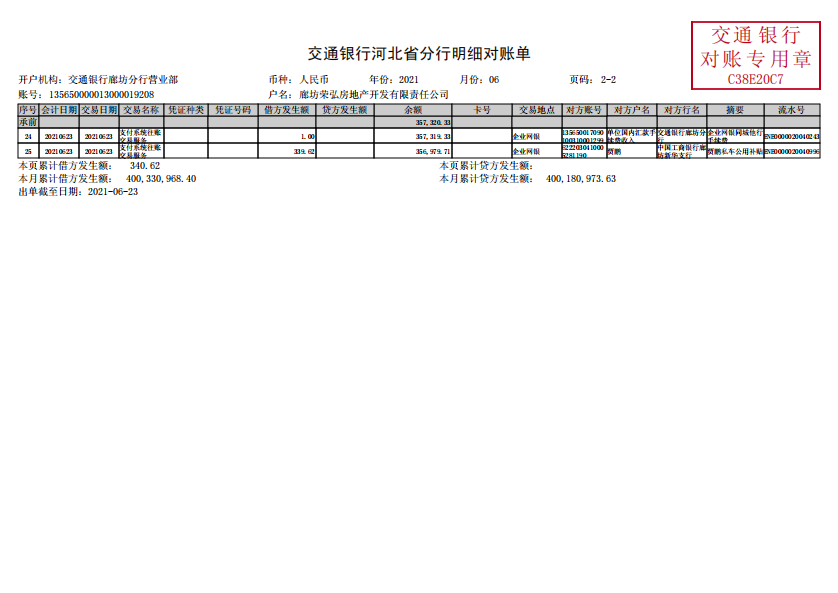 交通银行
对账专用章
C38E20C7
交通银行河北省分行明细对账单
开户机构：交通银行廊坊分行营业部 币种：人民币 年份：2021 月份：06 页码：2-2
账号：135650000013000019208 户名：廊坊荣弘房地产开发有限责任公司
序号 会计日期 交易日期 交易名称 凭证种类 凭证号码 借方发生额 贷方发生额 余额 卡号 交易地点 对方账号 对方户名 对方行名 摘要 流水号
承前 357,320.33
24 20210623 20210623 支付系统往账交易服务 1.00 357,319.33 企业网银 单位国内汇款手续费收入 交通银行廊坊分行 企业网银同城他行手续费 ENE0000020040243
25 20210623 20210623 支付系统往账交易服务 339.62 356,979.71 企业网银 贾鹏 中国工商银行廊坊新华支行 贾鹏私车公用补贴 ENE0000020040996
本页累计借方发生额： 340.62 本页累计贷方发生额：
本月累计借方发生额： 400,330,968.40 本月累计贷方发生额： 400,180,973.63
出单截至日期：2021-06-23